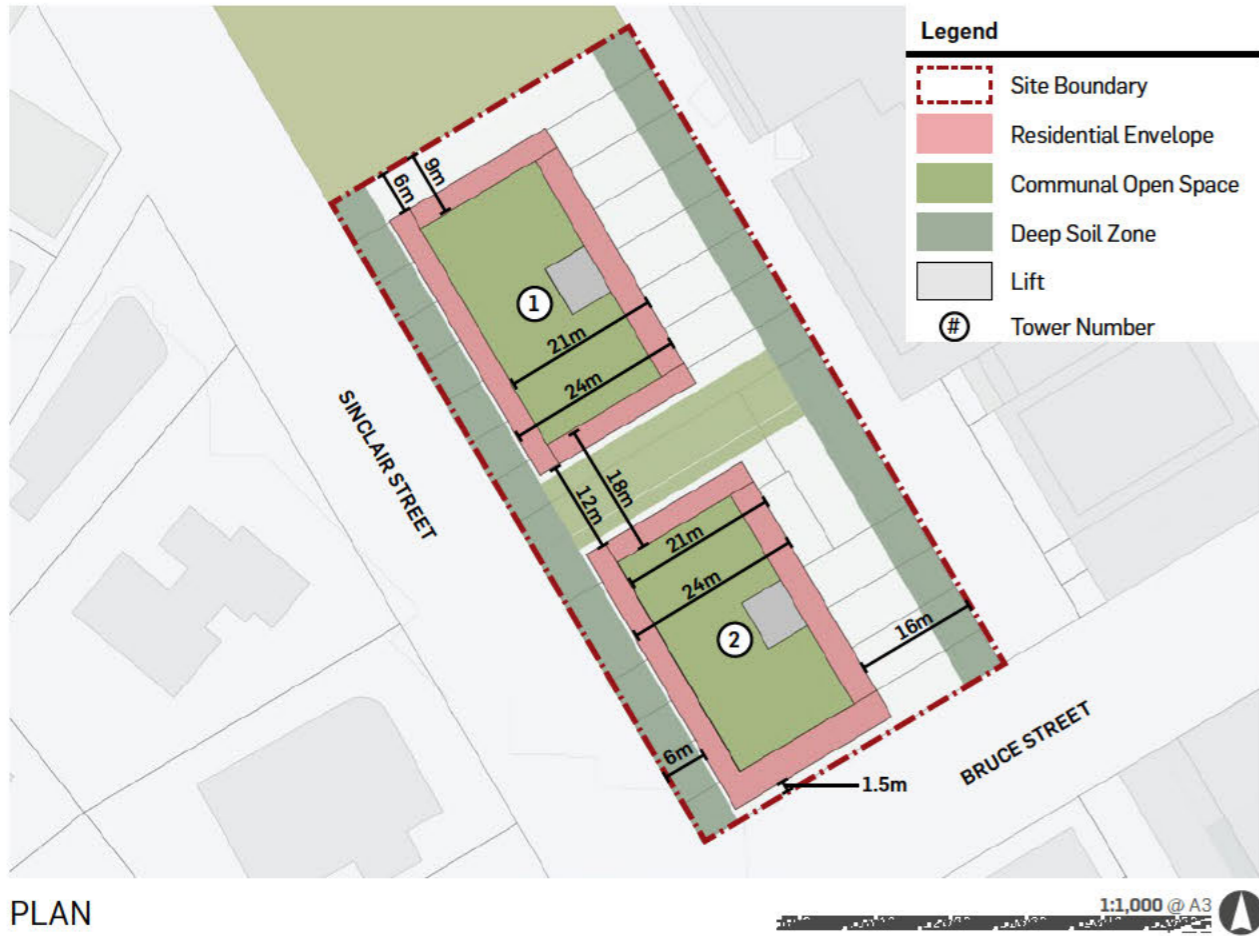 Legend
Site Boundary
Residential Envelope
Communal Open Space
Deep Soil Zone
Lift
# Tower Number
6m
9m
1
21m
24m
SINCLAIR STREET
12m
18m
21m
24m
2
16m
6m
1.5m
BRUCE STREET
PLAN
1:1,000 @ A3